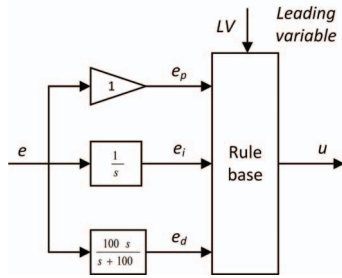 LV
Leading
variable
1
e_p
e
1/s
e_i
Rule
base
u
100 s
s + 100
e_d